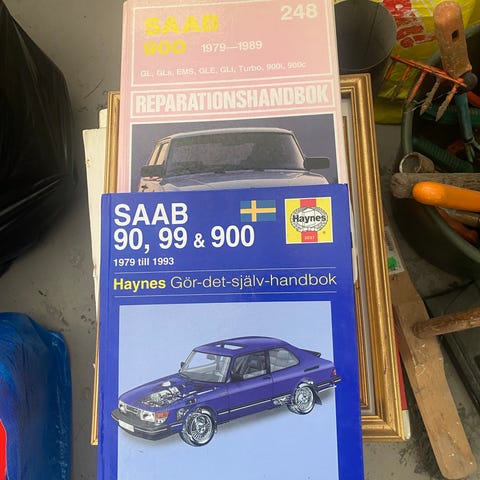 248
SAAB
900 1979—1989
GL, GLs, EMS, GLE, GLi, Turbo, 900i, 900c
REPARATIONSHANDBOK
SAAB
90, 99 & 900
1979 till 1993
Haynes
Haynes Gör-det-själv-handbok